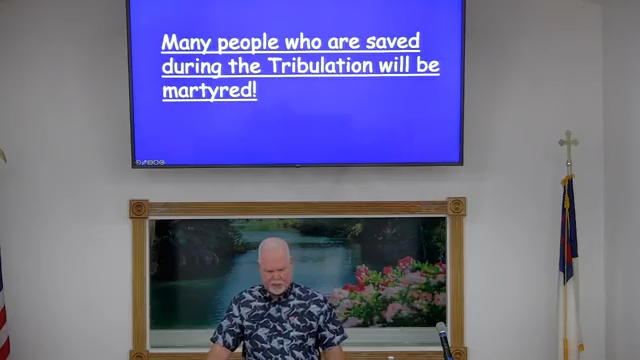 Many people who are saved
during the Tribulation will be
martyred!